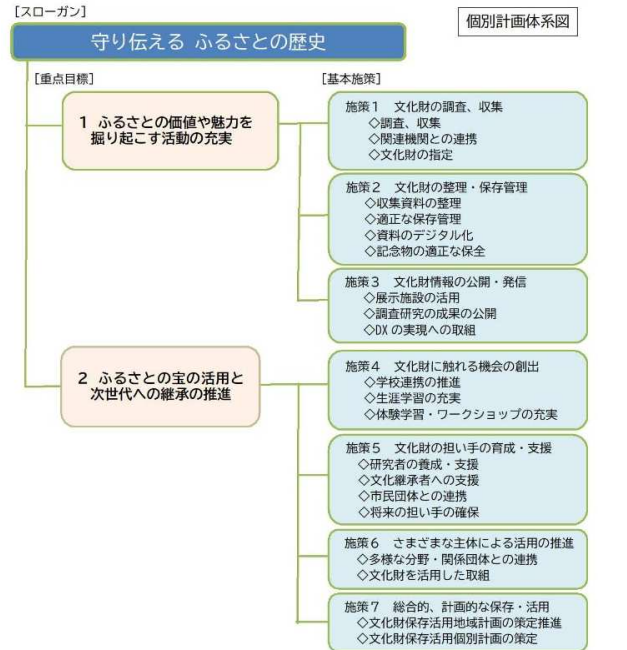 [スローガン]
個別計画体系図
守り伝える ふるさとの歴史
[重点目標]
[基本施策]
1 ふるさとの価値や魅力を
掘り起こす活動の充実
施策1 文化財の調査、収集
◇調査、収集
◇関連機関との連携
◇文化財の指定
施策2 文化財の整理・保存管理
◇収集資料の整理
◇適正な保存管理
◇資料のデジタル化
◇記念物の適正な保全
施策3 文化財情報の公開・発信
◇展示施設の活用
◇調査研究の成果の公開
◇DXの実現への取組
2 ふるさとの宝の活用と
次世代への継承の推進
施策4 文化財に触れる機会の創出
◇学校連携の推進
◇生涯学習の充実
◇体験学習・ワークショップの充実
施策5 文化財の担い手の育成・支援
◇研究者の養成・支援
◇文化継承者への支援
◇市民団体との連携
◇将来の担い手の確保
施策6 さまざまな主体による活用の推進
◇多様な分野・関係団体との連携
◇文化財を活用した取組
施策7 総合的、計画的な保存・活用
◇文化財保存活用地域計画の策定推進
◇文化財保存活用個別計画の策定